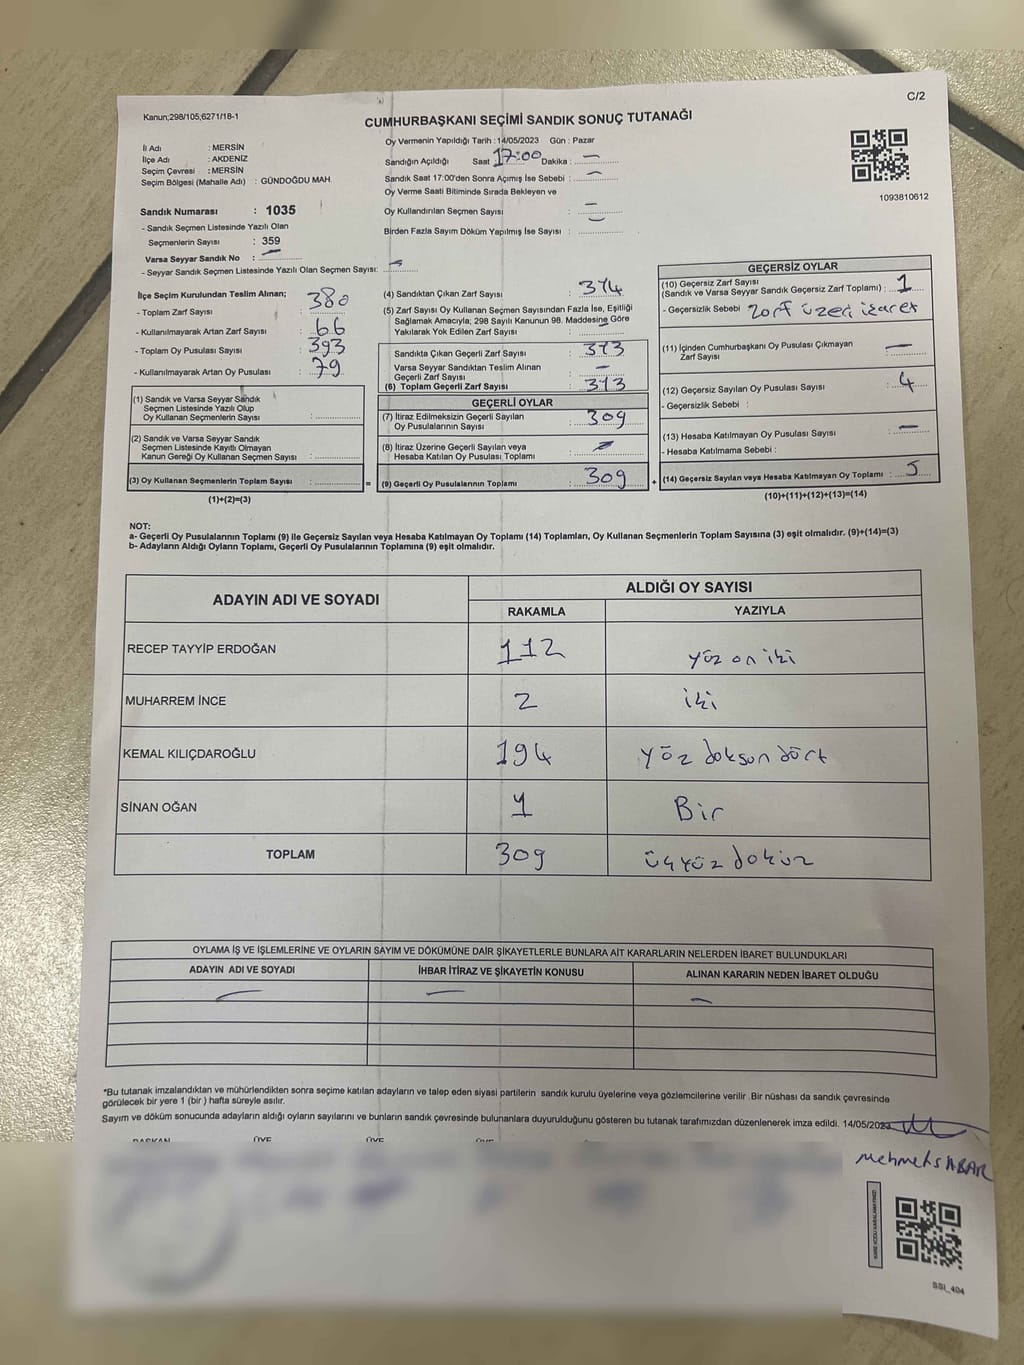 C/2
Kanun;298/105,6271/18-1
CUMHURBAŞKANI SEÇİMİ SANDIK SONUÇ TUTANAĞI
İl Adı : MERSİN
İlçe Adı : AKDENİZ
Seçim Çevresi : MERSİN
Seçim Bölgesi (Mahalle Adı) : GÜNDOĞDU MAH.
Oy Vermenin Yapıldığı Tarih : 14/05/2023 Gün : Pazar
Sandığın Açıldığı Saat 17:00 Dakika : —
Sandık Saat 17:00'den Sonra Açımış İse Sebebi : —
Oy Verme Saati Bitiminde Sırada Bekleyen ve
Oy Kullandırılan Seçmen Sayısı : —
Birden Fazla Sayım Döküm Yapılmış İse Sayısı : —
1093810612
Sandık Numarası : 1035
- Sandık Seçmen Listesinde Yazılı Olan
Seçmenlerin Sayısı : 359
Varsa Seyyar Sandık No : —
- Seyyar Sandık Seçmen Listesinde Yazılı Olan Seçmen Sayısı: —
İlçe Seçim Kurulundan Teslim Alınan;
- Toplam Zarf Sayısı : 380
- Kullanılmayarak Artan Zarf Sayısı : 66
- Toplam Oy Pusulası Sayısı : 393
- Kullanılmayarak Artan Oy Pusulası : 79
(1) Sandık ve Varsa Seyyar Sandık
Seçmen Listesinde Yazılı Olup
Oy Kullanan Seçmenlerin Sayısı :
(2) Sandık ve Varsa Seyyar Sandık
Seçmen Listesinde Kayıtlı Olmayan
Kanun Gereği Oy Kullanan Seçmen Sayısı :
(3) Oy Kullanan Seçmenlerin Toplam Sayısı : =
(1)+(2)=(3)
(4) Sandıktan Çıkan Zarf Sayısı : 314
(5) Zarf Sayısı Oy Kullanan Seçmen Sayısından Fazla İse, Eşitliği
Sağlamak Amacıyla; 298 Sayılı Kanunun 98. Maddesine Göre
Yakılarak Yok Edilen Zarf Sayısı : —
Sandıkta Çıkan Geçerli Zarf Sayısı : 313
Varsa Seyyar Sandıktan Teslim Alınan
Geçerli Zarf Sayısı : —
(6) Toplam Geçerli Zarf Sayısı : 313
GEÇERLİ OYLAR
(7) İtiraz Edilmeksizin Geçerli Sayılan
Oy Pusulalarının Sayısı : 309
(8) İtiraz Üzerine Geçerli Sayılan veya
Hesaba Katılan Oy Pusulası Toplamı : —
(9) Geçerli Oy Pusulalarının Toplamı : 309 +
GEÇERSİZ OYLAR
(10) Geçersiz Zarf Sayısı
(Sandık ve Varsa Seyyar Sandık Geçersiz Zarf Toplamı) : 1
- Geçersizlik Sebebi zarf üzeri işaret
(11) İçinden Cumhurbaşkanı Oy Pusulası Çıkmayan
Zarf Sayısı : —
(12) Geçersiz Sayılan Oy Pusulası Sayısı : 4
- Geçersizlik Sebebi :
(13) Hesaba Katılmayan Oy Pusulası Sayısı : —
- Hesaba Katılmama Sebebi :
(14) Geçersiz Sayılan veya Hesaba Katılmayan Oy Toplamı : 5
(10)+(11)+(12)+(13)=(14)
NOT:
a- Geçerli Oy Pusulalarının Toplamı (9) ile Geçersiz Sayılan veya Hesaba Katılmayan Oy Toplamı (14) Toplamları, Oy Kullanan Seçmenlerin Toplam Sayısına (3) eşit olmalıdır. (9)+(14)=(3)
b- Adayların Aldığı Oyların Toplamı, Geçerli Oy Pusulalarının Toplamına (9) eşit olmalıdır.
ADAYIN ADI VE SOYADI
ALDIĞI OY SAYISI
RAKAMLA YAZIYLA
RECEP TAYYİP ERDOĞAN 112 yüz on iki
MUHARREM İNCE 2 iki
KEMAL KILIÇDAROĞLU 194 yüz doksan dört
SİNAN OĞAN 1 Bir
TOPLAM 309 üçyüz dokuz
OYLAMA İŞ VE İŞLEMLERİNE VE OYLARIN SAYIM VE DÖKÜMÜNE DAİR ŞİKAYETLERLE BUNLARA AİT KARARLARIN NELERDEN İBARET BULUNDUKLARI
ADAYIN ADI VE SOYADI İHBAR İTİRAZ VE ŞİKAYETİN KONUSU ALINAN KARARIN NEDEN İBARET OLDUĞU
— — —
*Bu tutanak imzalandıktan ve mühürlendikten sonra seçime katılan adayların ve talep eden siyasi partilerin sandık kurulu üyelerine veya gözlemcilerine verilir .Bir nüshası da sandık çevresinde
görülecek bir yere 1 (bir ) hafta süreyle asılır.
Sayım ve döküm sonucunda adayların aldığı oyların sayılarını ve bunların sandık çevresinde bulunanlara duyurulduğunu gösteren bu tutanak tarafımızdan düzenlenerek imza edildi. 14/05/2023
BAŞKAN ÜYE ÜYE ÜYE
Mehmet SABAR
SSI_404